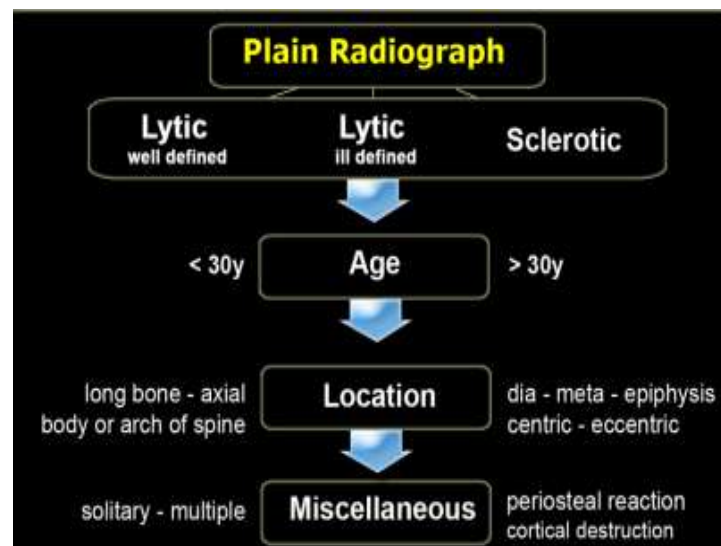 Plain Radiograph
Lytic
well defined
Lytic
ill defined
Sclerotic
< 30y
Age
> 30y
long bone - axial
body or arch of spine
Location
dia - meta - epiphysis
centric - eccentric
solitary - multiple
Miscellaneous
periosteal reaction
cortical destruction